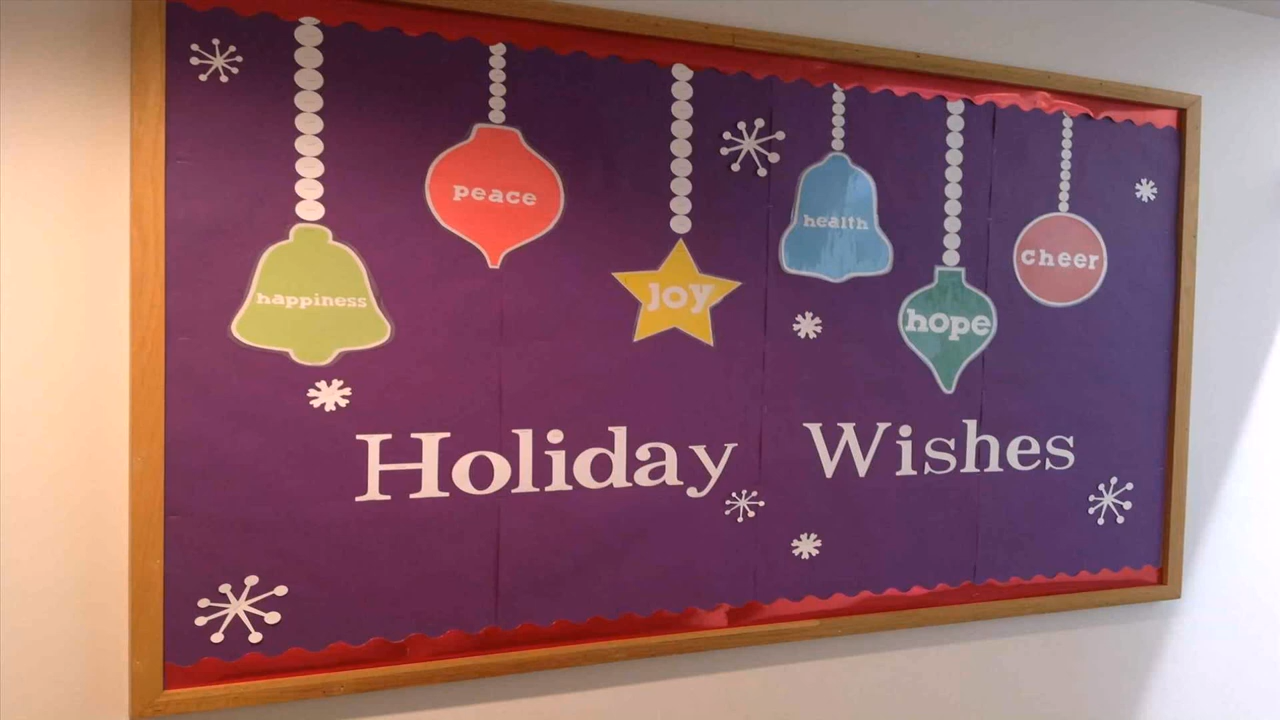 happiness
peace
joy
health
hope
cheer
Holiday Wishes